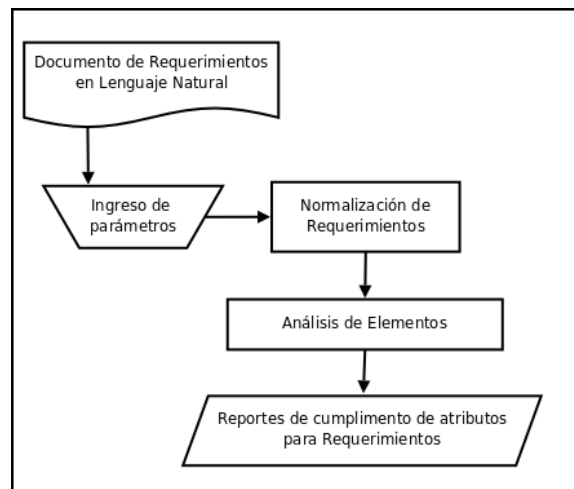 Documento de Requerimientos
en Lenguaje Natural
Ingreso de
parámetros
Normalización de
Requerimientos
Análisis de Elementos
Reportes de cumplimento de atributos
para Requerimientos